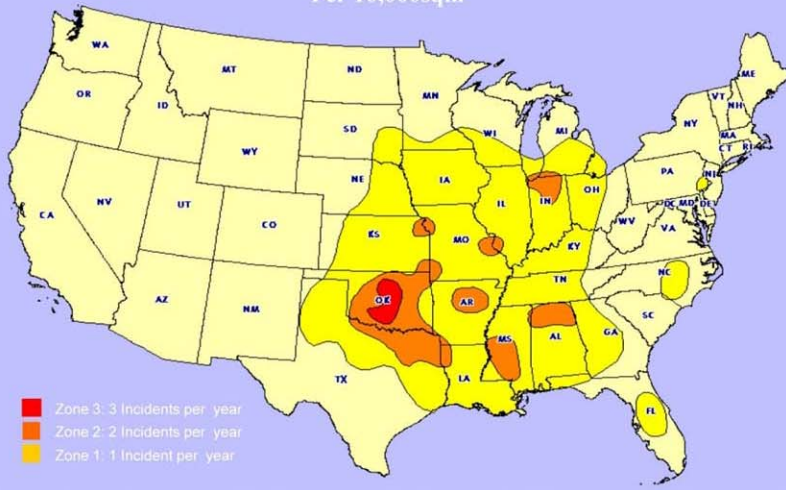 WA
MT
ND
MN
ME
OR
ID
SD
WI
MI
VT
NH
NY
MA
CT
RI
WY
NE
IA
PA
NJ
NV
UT
CO
KS
MO
IL
IN
OH
WV
DC
MD
DE
VA
CA
KY
AZ
NM
OK
AR
TN
NC
SC
MS
AL
GA
TX
LA
FL
Zone 3: 3 Incidents per year
Zone 2: 2 Incidents per year
Zone 1: 1 Incident per year